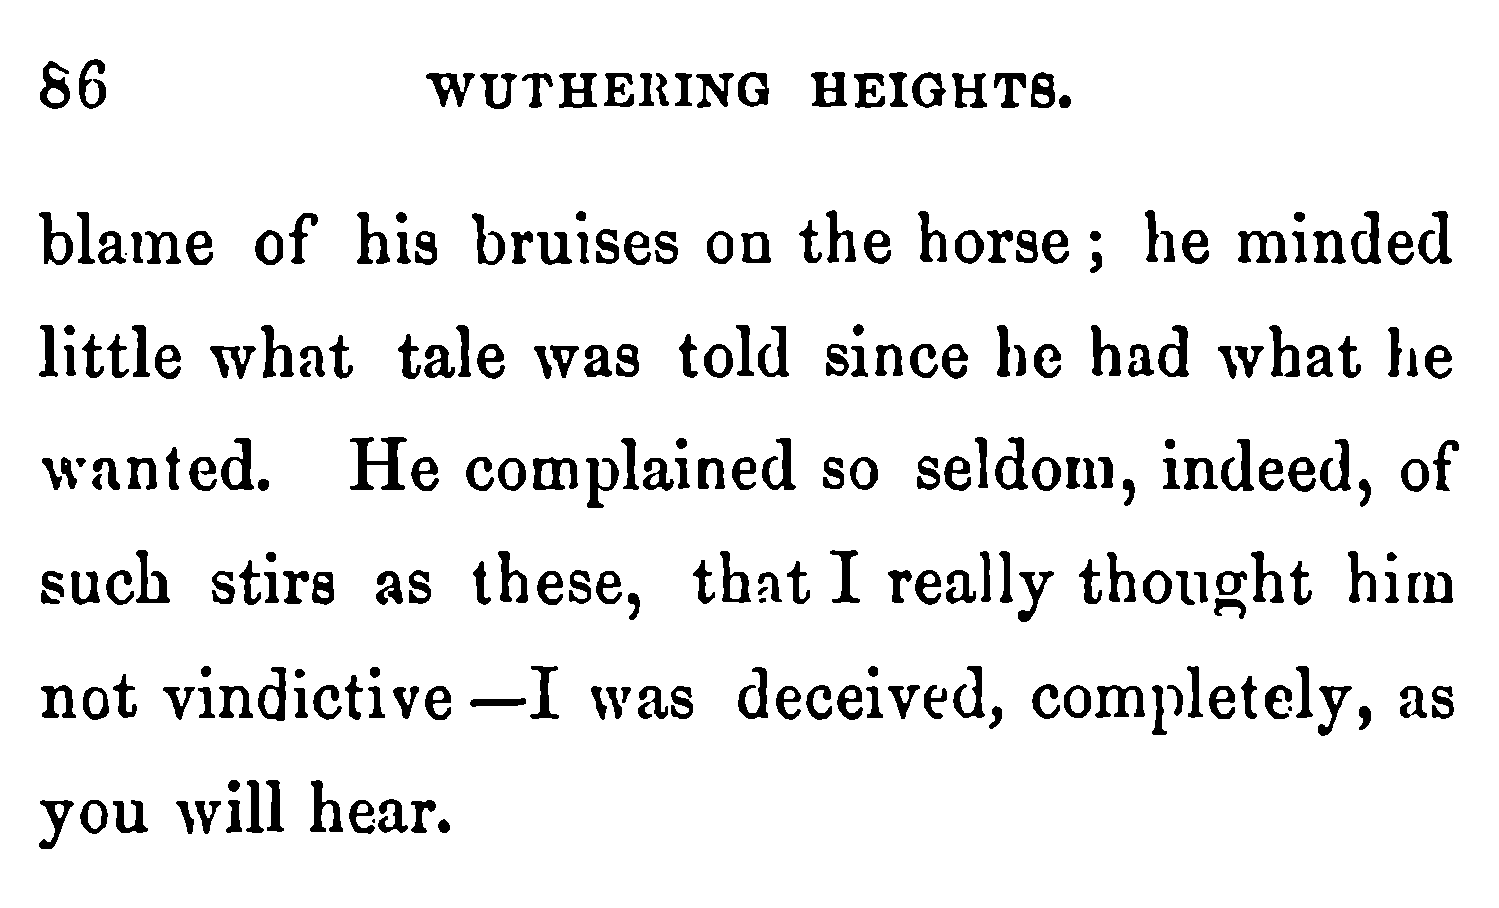 86 WUTHERING HEIGHTS.
blame of his bruises on the horse; he minded
little what tale was told since he had what he
wanted. He complained so seldom, indeed, of
such stirs as these, that I really thought him
not vindictive—I was deceived, completely, as
you will hear.